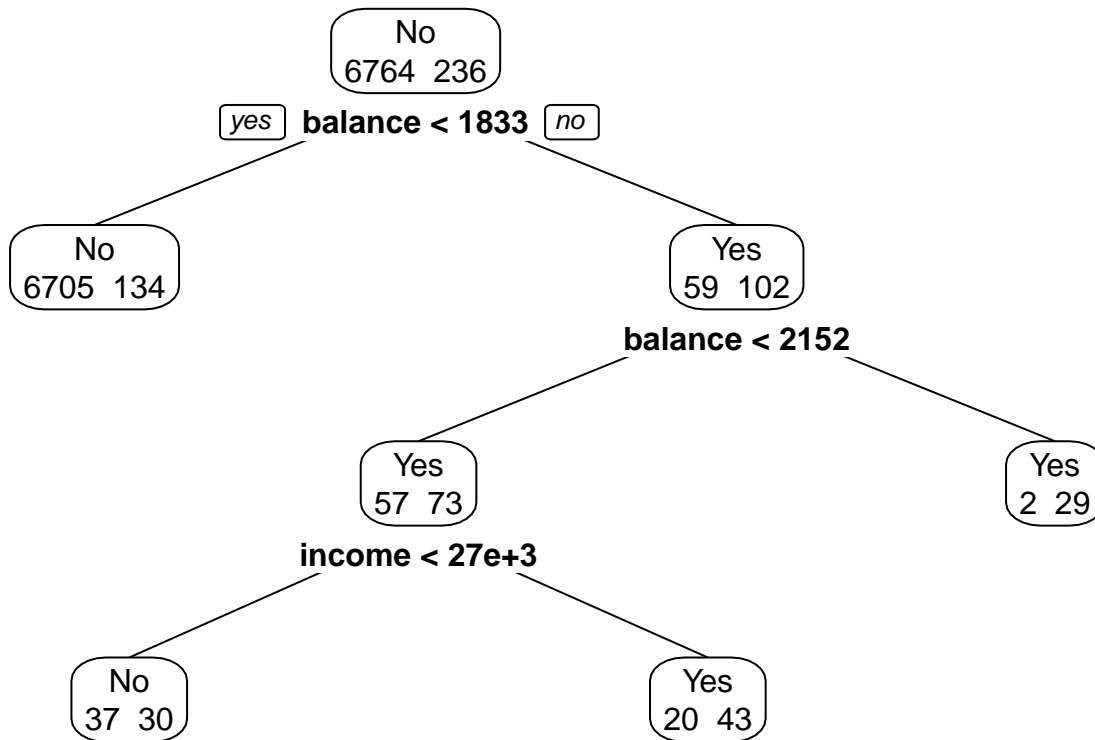 No
6764 236
yes balance < 1833 no
No
6705 134
Yes
59 102
balance < 2152
Yes
57 73
Yes
2 29
income < 27e+3
No
37 30
Yes
20 43